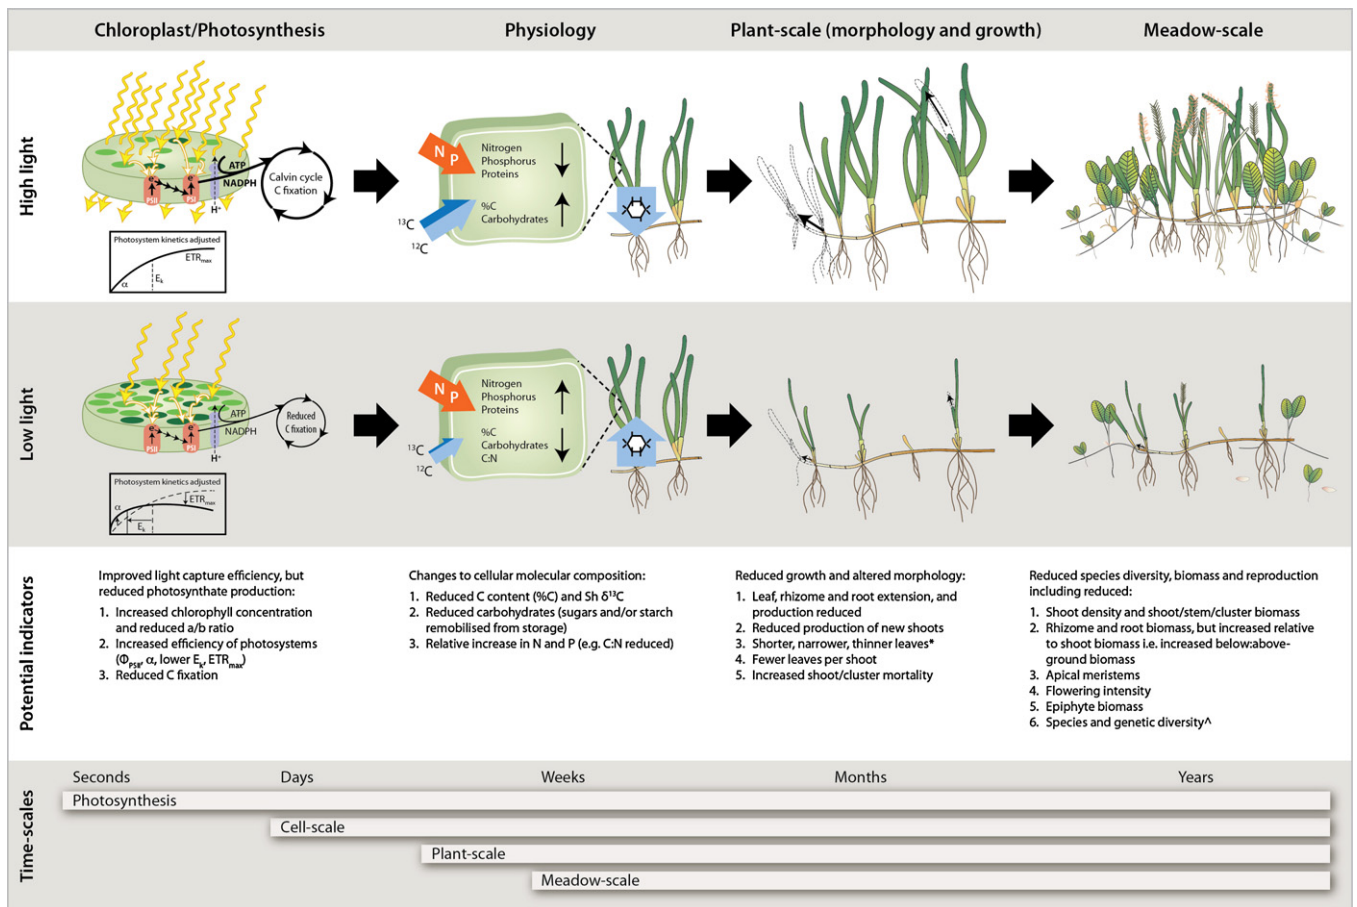 Chloroplast/Photosynthesis
Physiology
Plant-scale (morphology and growth)
Meadow-scale
High light
ATP
NADPH
e-
e-
PSII
PSI
H+
Calvin cycle
C fixation
Photosystem kinetics adjusted
ETRmax
α
Ek
N
P
Nitrogen
Phosphorus
Proteins
%C
Carbohydrates
13C
12C
Low light
ATP
NADPH
e-
e-
PSII
PSI
H+
Reduced
C fixation
Photosystem kinetics adjusted
α
ETRmax
Ek
N
P
Nitrogen
Phosphorus
Proteins
%C
Carbohydrates
C:N
13C
12C
Potential indicators
Improved light capture efficiency, but
reduced photosynthate production:
1. Increased chlorophyll concentration
and reduced a/b ratio
2. Increased efficiency of photosystems
(ΦPSII, α, lower Ek, ETRmax)
3. Reduced C fixation
Changes to cellular molecular composition:
1. Reduced C content (%C) and Sh δ13C
2. Reduced carbohydrates (sugars and/or starch
remobilised from storage)
3. Relative increase in N and P (e.g. C:N reduced)
Reduced growth and altered morphology:
1. Leaf, rhizome and root extension, and
production reduced
2. Reduced production of new shoots
3. Shorter, narrower, thinner leaves*
4. Fewer leaves per shoot
5. Increased shoot/cluster mortality
Reduced species diversity, biomass and reproduction
including reduced:
1. Shoot density and shoot/stem/cluster biomass
2. Rhizome and root biomass, but increased relative
to shoot biomass i.e. increased below:above-
ground biomass
3. Apical meristems
4. Flowering intensity
5. Epiphyte biomass
6. Species and genetic diversity^
Time-scales
Seconds
Days
Weeks
Months
Years
Photosynthesis
Cell-scale
Plant-scale
Meadow-scale